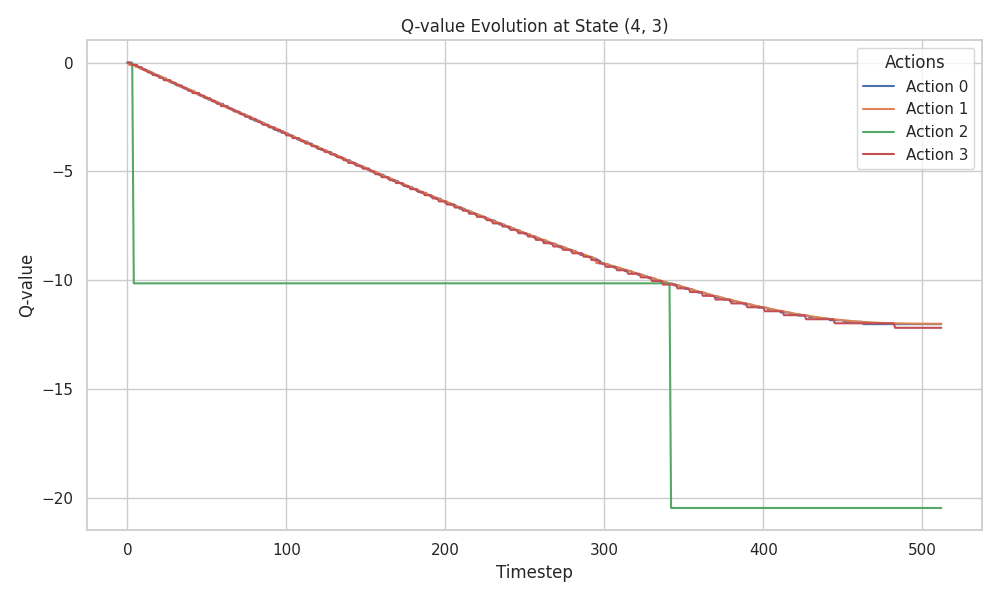 Q-value Evolution at State (4, 3)
Actions
Action 0
Action 1
Action 2
Action 3
Q-value
0
−5
−10
−15
−20
0 100 200 300 400 500
Timestep